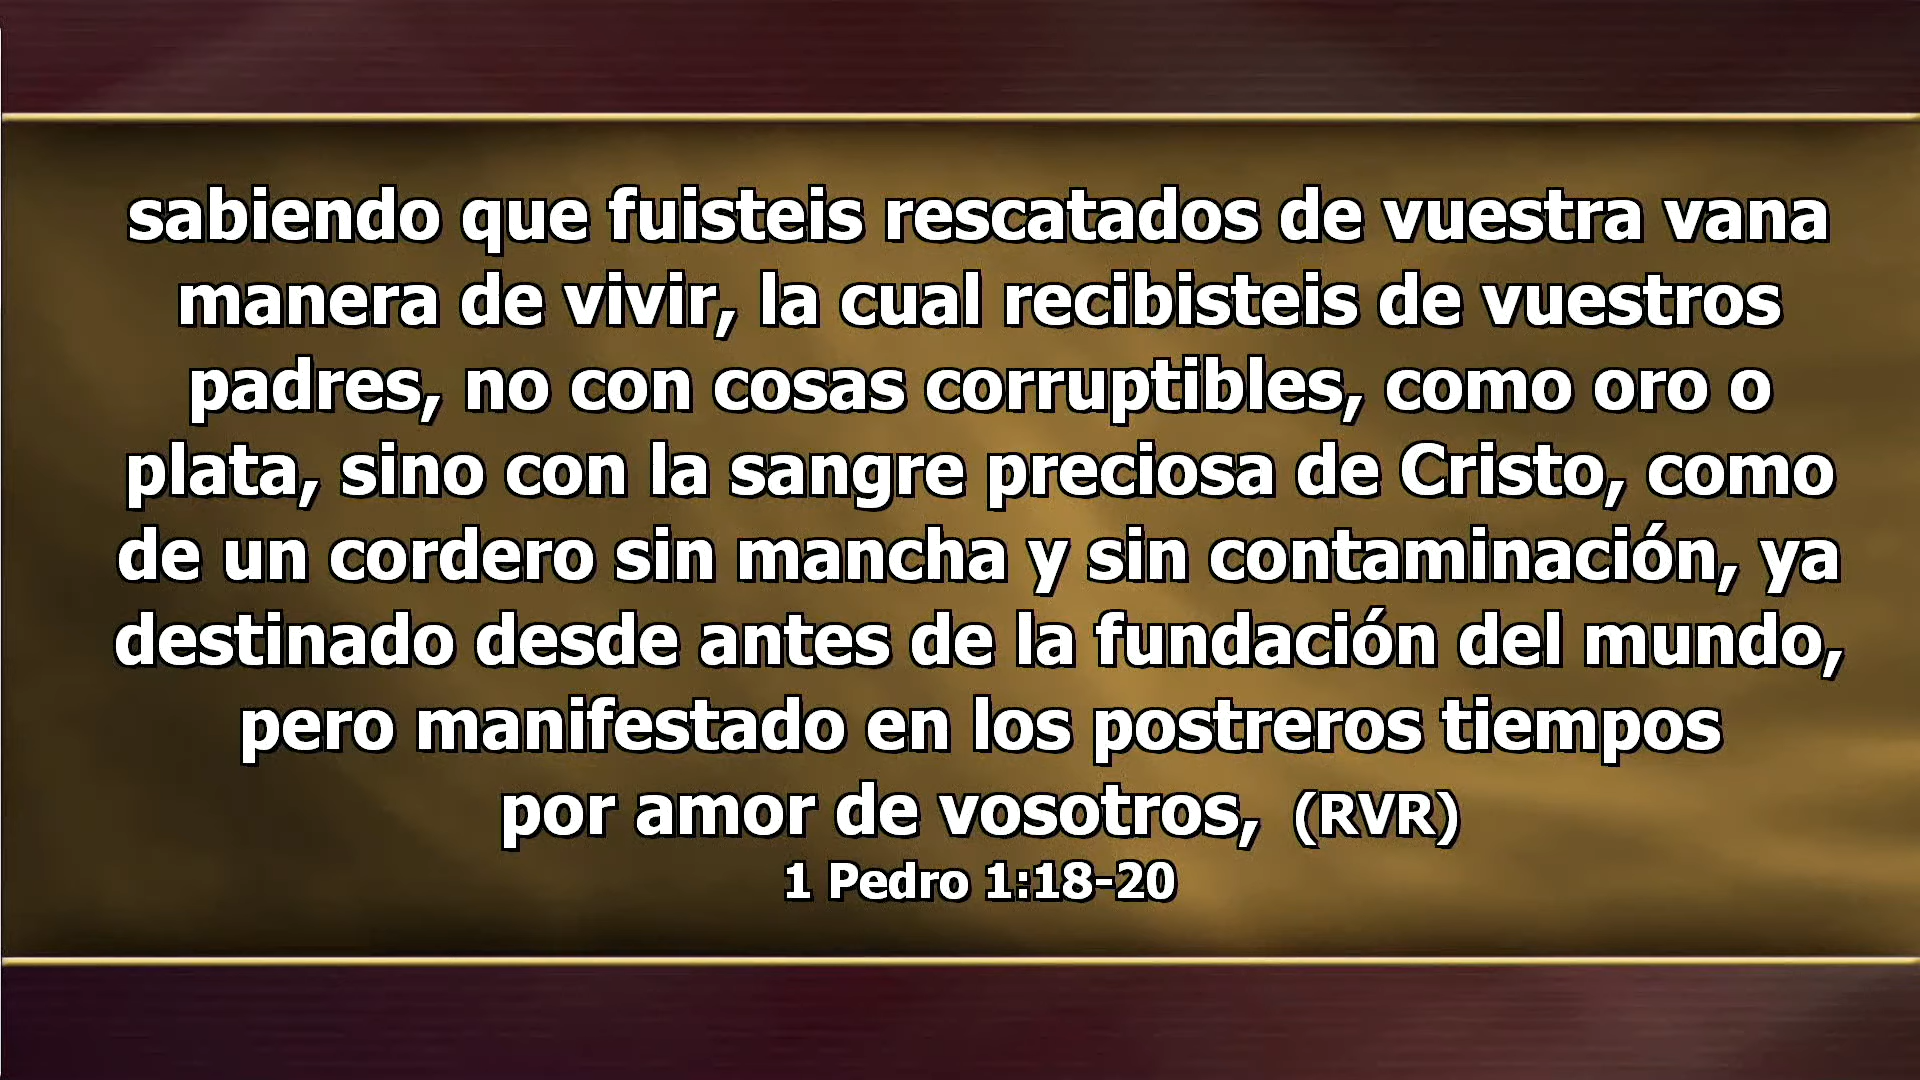 sabiendo que fuisteis rescatados de vuestra vana
manera de vivir, la cual recibisteis de vuestros
padres, no con cosas corruptibles, como oro o
plata, sino con la sangre preciosa de Cristo, como
de un cordero sin mancha y sin contaminación, ya
destinado desde antes de la fundación del mundo,
pero manifestado en los postreros tiempos
por amor de vosotros, (RVR)
1 Pedro 1:18-20